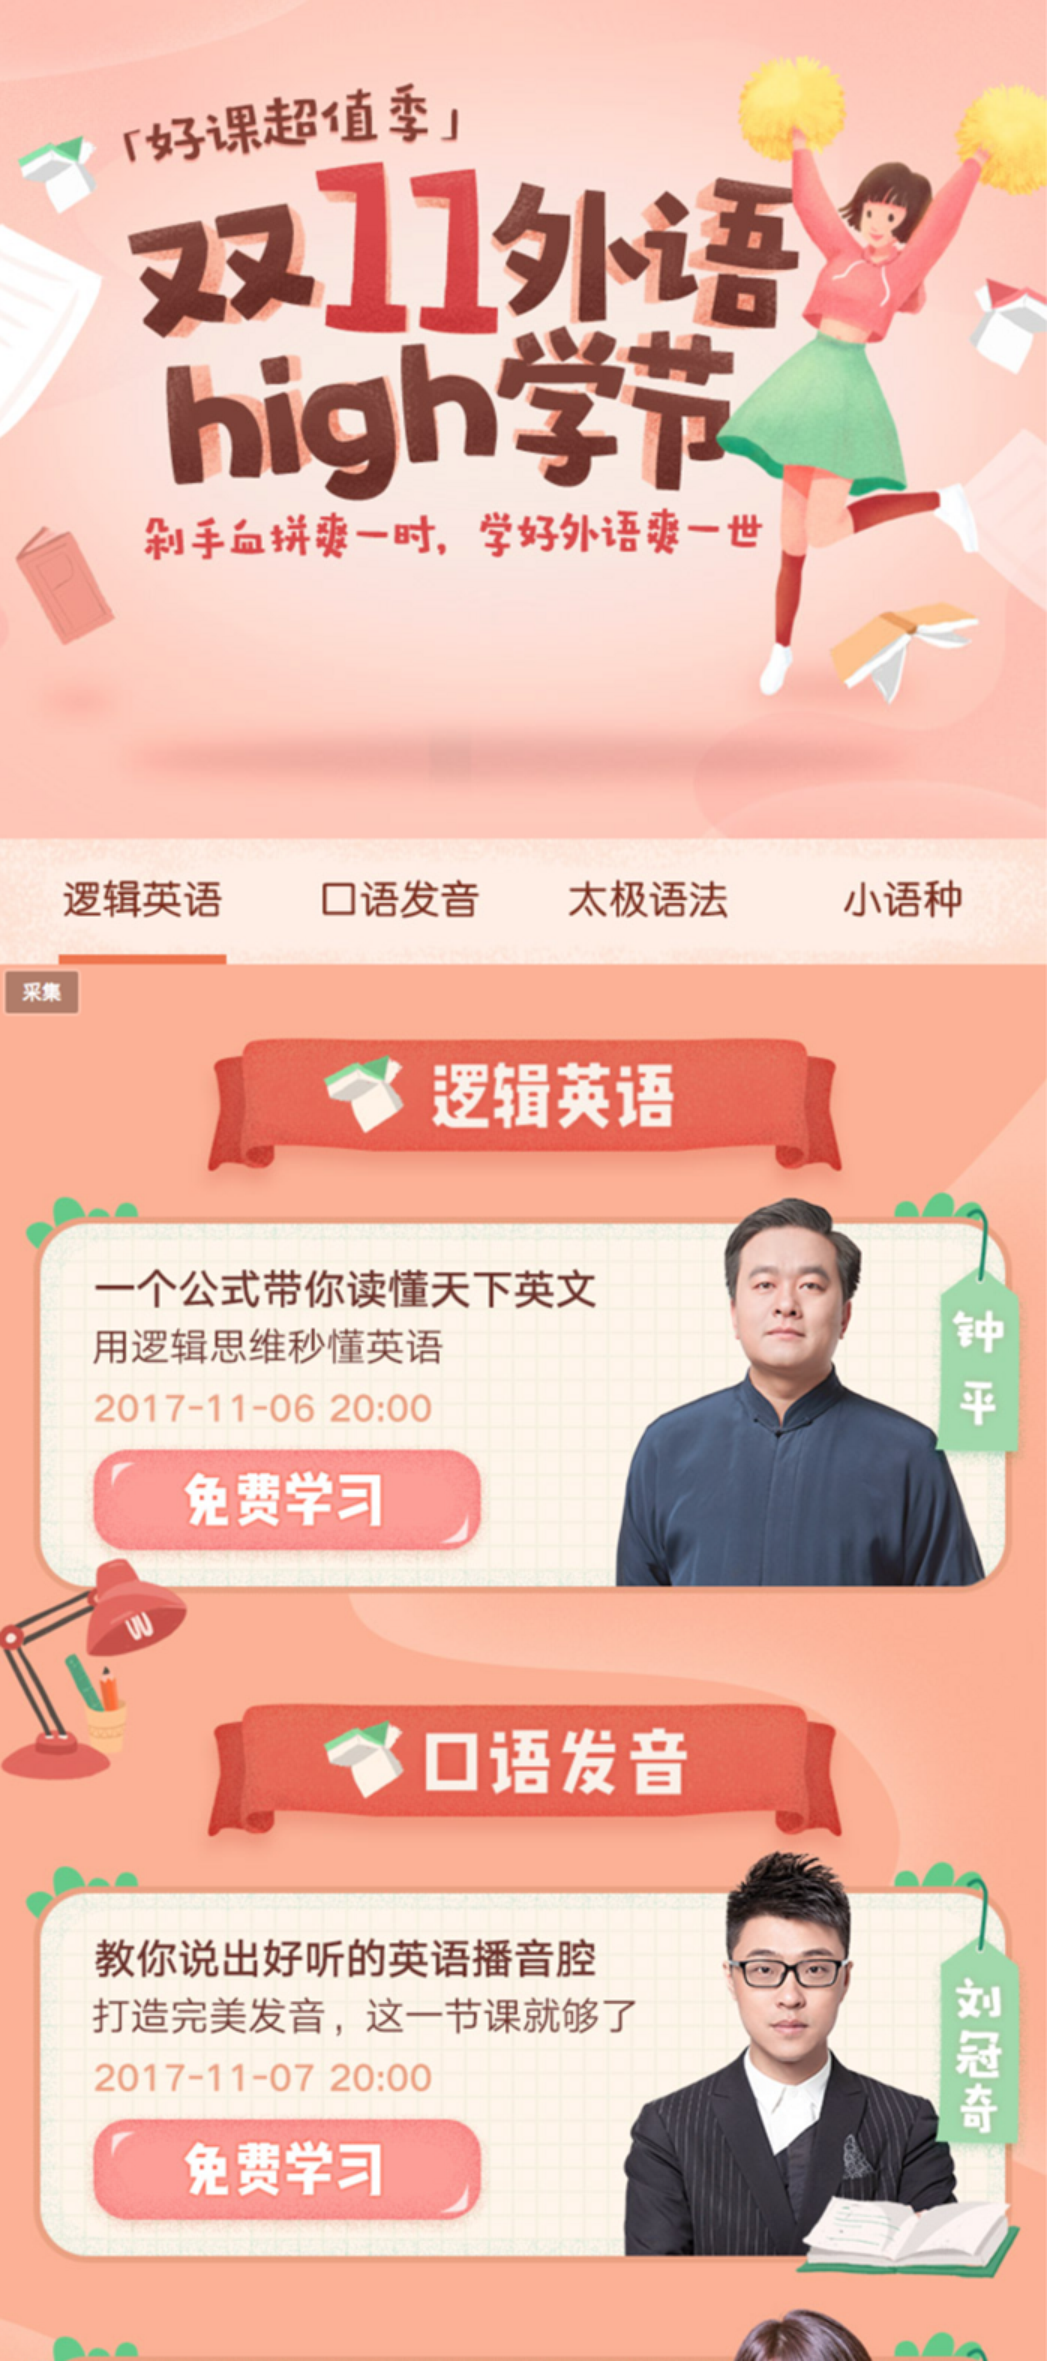 「好课超值季」
双11外语
high学节
剁手血拼爽一时，学好外语爽一世
逻辑英语 口语发音 太极语法 小语种
采集
逻辑英语
一个公式带你读懂天下英文
用逻辑思维秒懂英语
2017-11-06 20:00
免费学习
钟平
口语发音
教你说出好听的英语播音腔
打造完美发音，这一节课就够了
2017-11-07 20:00
免费学习
刘冠奇